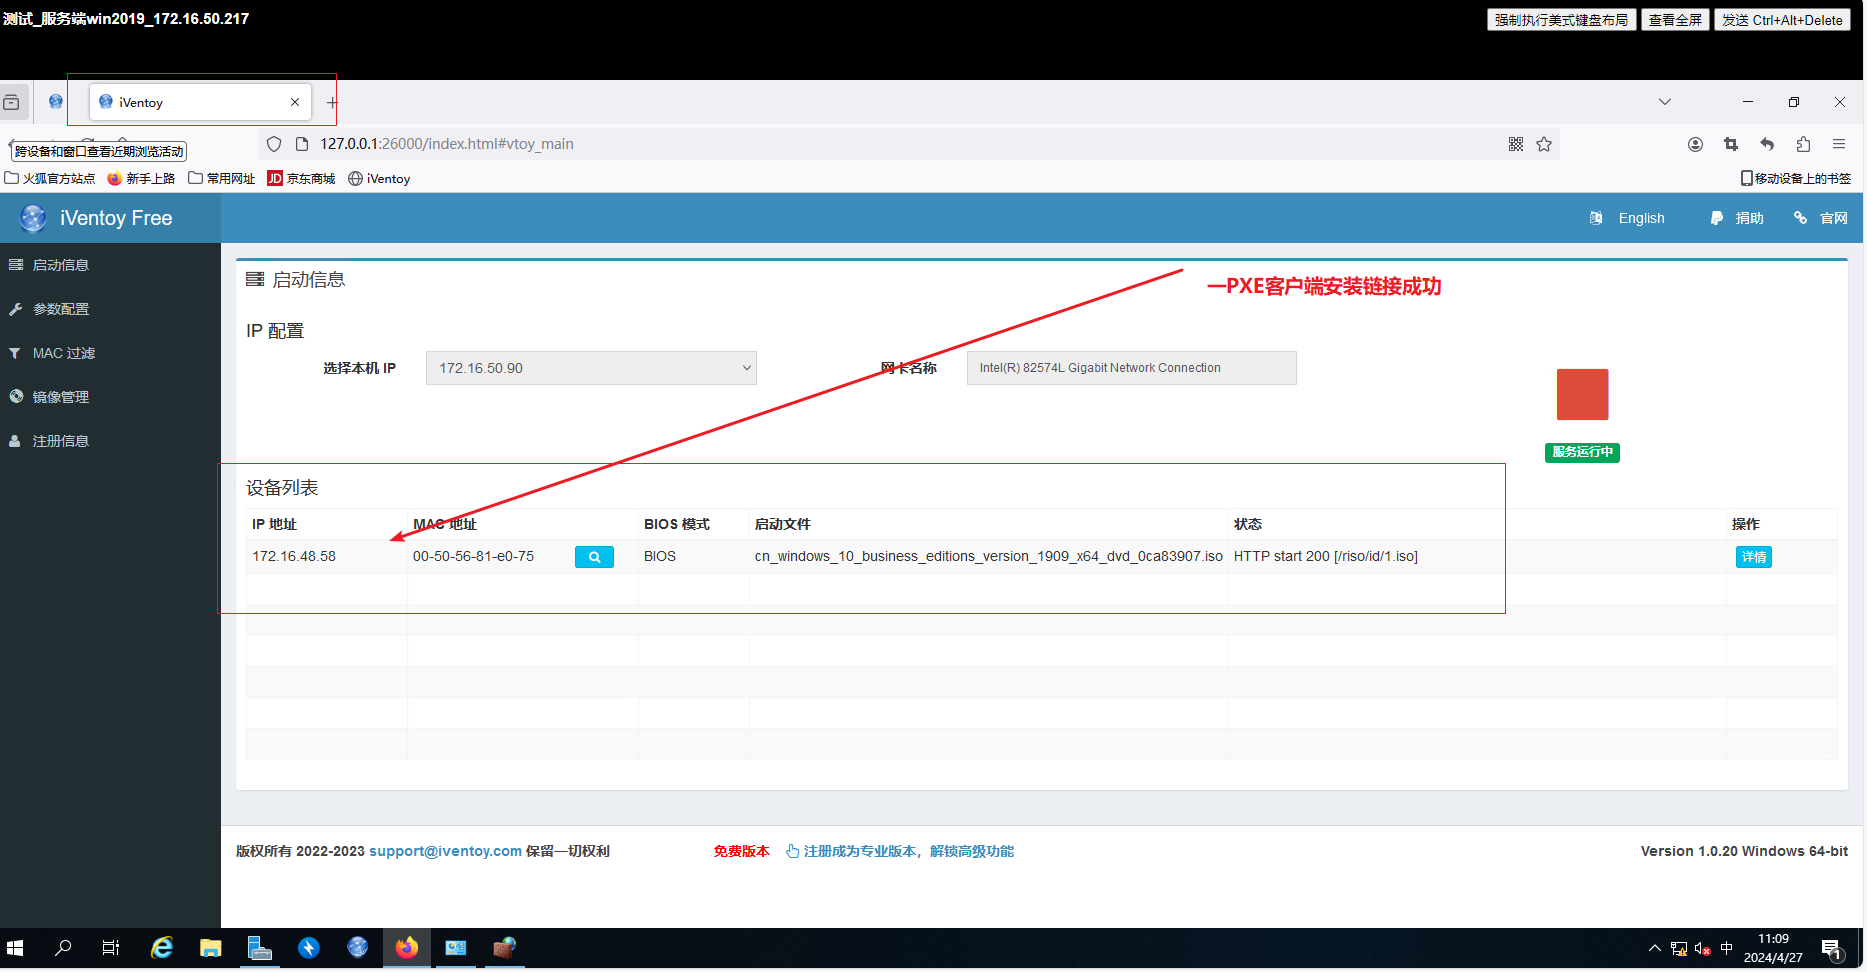 测试_服务端win2019_172.16.50.217
强制执行美式键盘布局 查看全屏 发送 Ctrl+Alt+Delete
iVentoy
跨设备和窗口查看近期浏览活动
127.0.0.1:26000/index.html#vtoy_main
火狐官方站点 新手上路 常用网址 JD 京东商城 iVentoy 移动设备上的书签
iVentoy Free
English 捐助 官网
启动信息
参数配置
MAC 过滤
镜像管理
注册信息
启动信息
一PXE客户端安装链接成功
IP 配置
选择本机 IP 172.16.50.90 网卡名称 Intel(R) 82574L Gigabit Network Connection
服务运行中
设备列表
IP 地址 MAC 地址 BIOS 模式 启动文件 状态 操作
172.16.48.58 00-50-56-81-e0-75 BIOS cn_windows_10_business_editions_version_1909_x64_dvd_0ca83907.iso HTTP start 200 [/riso/id/1.iso] 详情
版权所有 2022-2023 support@iventoy.com 保留一切权利 免费版本 注册成为专业版本，解锁高级功能 Version 1.0.20 Windows 64-bit
中 11:09
2024/4/27
1